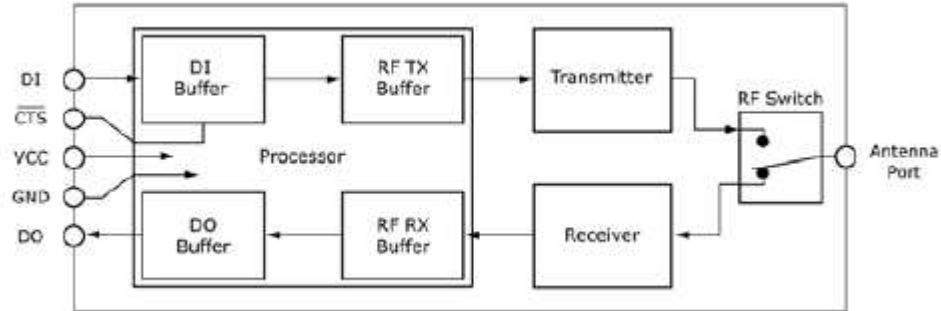 DI
CTS
VCC
GND
DO
DI
Buffer
RF TX
Buffer
Processor
DO
Buffer
RF RX
Buffer
Transmitter
Receiver
RF Switch
Antenna
Port